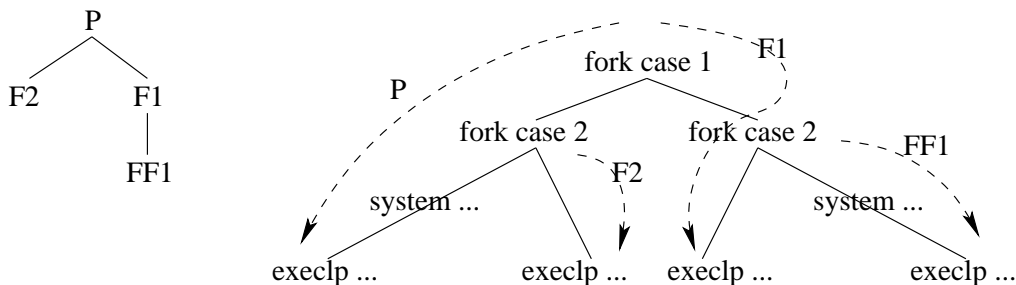 P
F2 F1
FF1
F1
fork case 1
P
fork case 2 fork case 2
F2 FF1
system ... system ...
execlp ... execlp ... execlp ... execlp ...